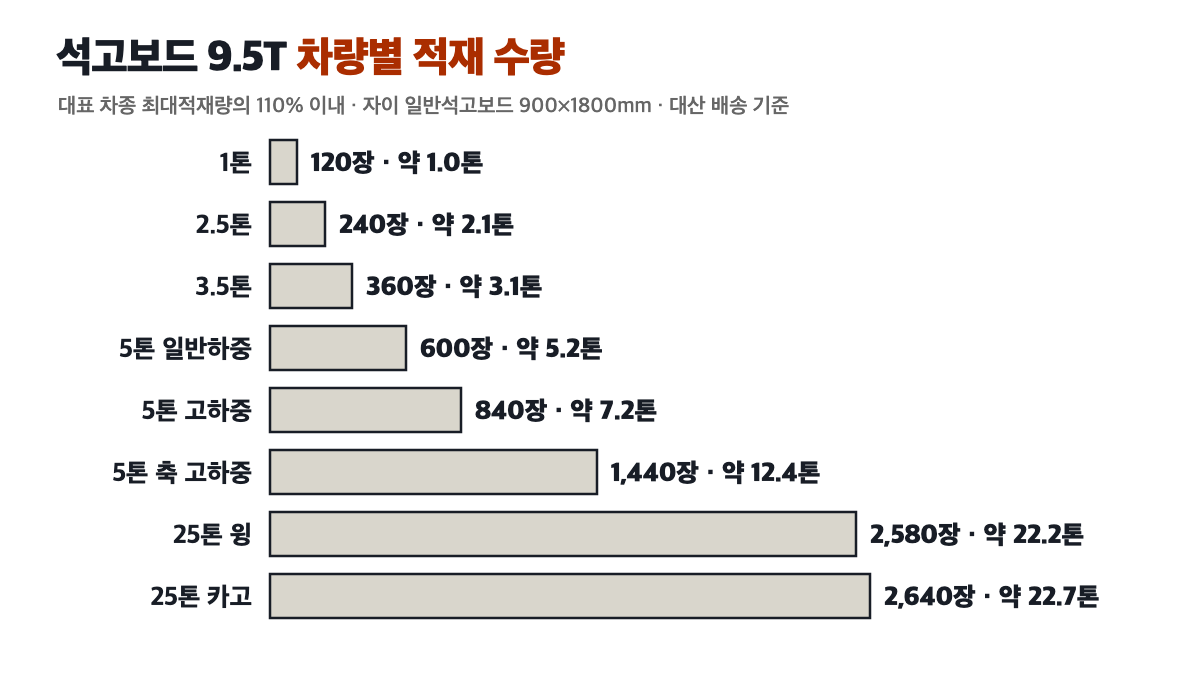 석고보드 9.5T 차량별 적재 수량
대표 차종 최대적재량의 110% 이내 · 자이 일반석고보드 900×1800mm · 대산 배송 기준
1톤 120장 · 약 1.0톤
2.5톤 240장 · 약 2.1톤
3.5톤 360장 · 약 3.1톤
5톤 일반하중 600장 · 약 5.2톤
5톤 고하중 840장 · 약 7.2톤
5톤 축 고하중 1,440장 · 약 12.4톤
25톤 윙 2,580장 · 약 22.2톤
25톤 카고 2,640장 · 약 22.7톤